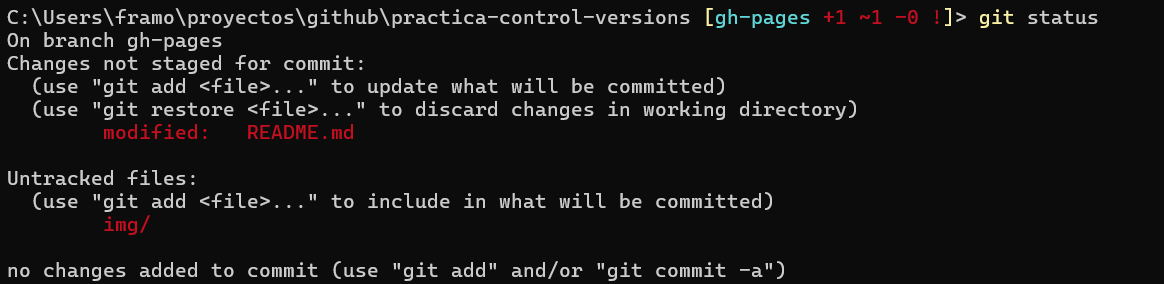 C:\Users\framo\proyectos\github\practica-control-versions [gh-pages +1 ~1 -0 !]> git status
On branch gh-pages
Changes not staged for commit:
  (use "git add <file>..." to update what will be committed)
  (use "git restore <file>..." to discard changes in working directory)
        modified:   README.md

Untracked files:
  (use "git add <file>..." to include in what will be committed)
        img/

no changes added to commit (use "git add" and/or "git commit -a")